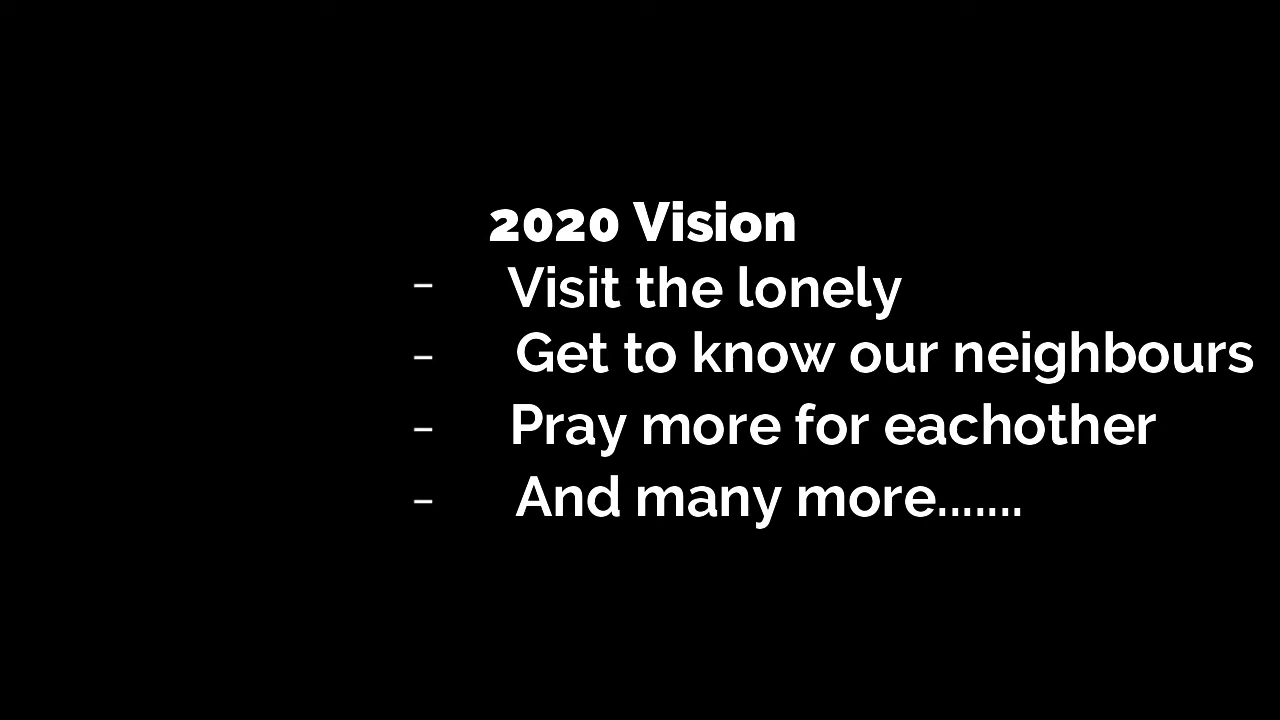 2020 Vision
- Visit the lonely
- Get to know our neighbours
- Pray more for eachother
- And many more.......